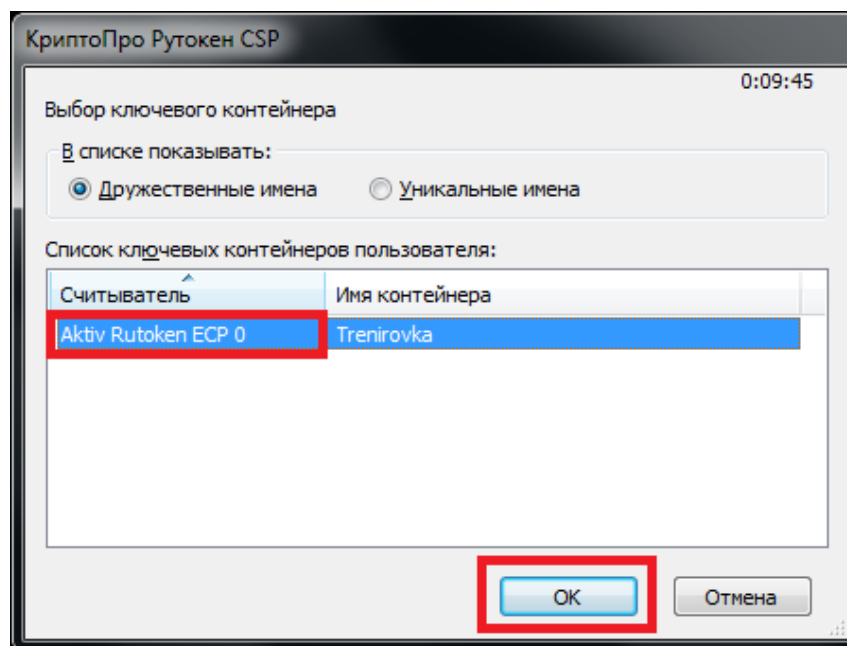 КриптоПро Рутокен CSP
0:09:45
Выбор ключевого контейнера
В списке показывать:
Дружественные имена Уникальные имена
Список ключевых контейнеров пользователя:
Считыватель Имя контейнера
Aktiv Rutoken ECP 0 Trenirovka
ОК Отмена